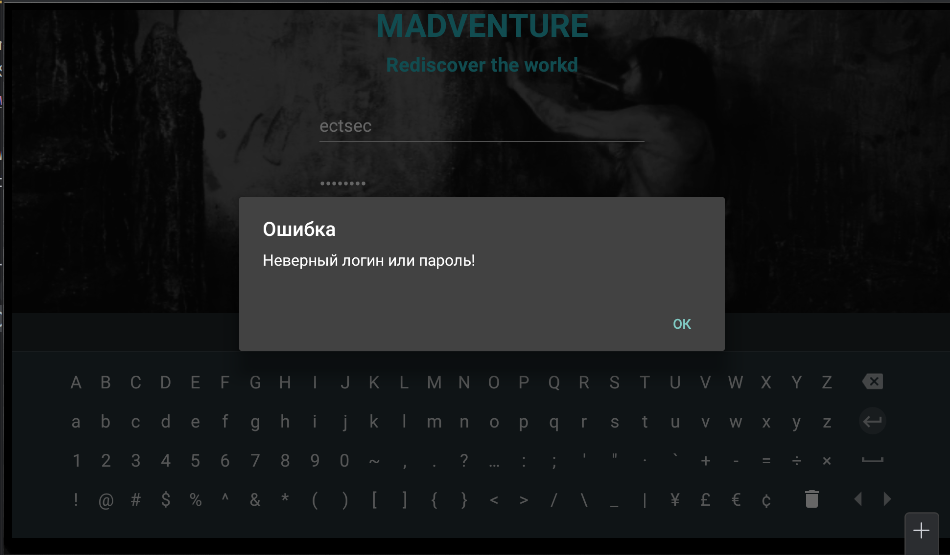 MADVENTURE
Rediscover the workd
ectsec
••••••••
Ошибка
Неверный логин или пароль!
ОК
A B C D E F G H I J K L M N O P Q R S T U V W X Y Z
a b c d e f g h i j k l m n o p q r s t u v w x y z
1 2 3 4 5 6 7 8 9 0 ~ , . ? … : ; ' " · ` + - = ÷ ×
! @ # $ % ^ & * ( ) [ ] { } < > / \ _ | ¥ £ € ¢